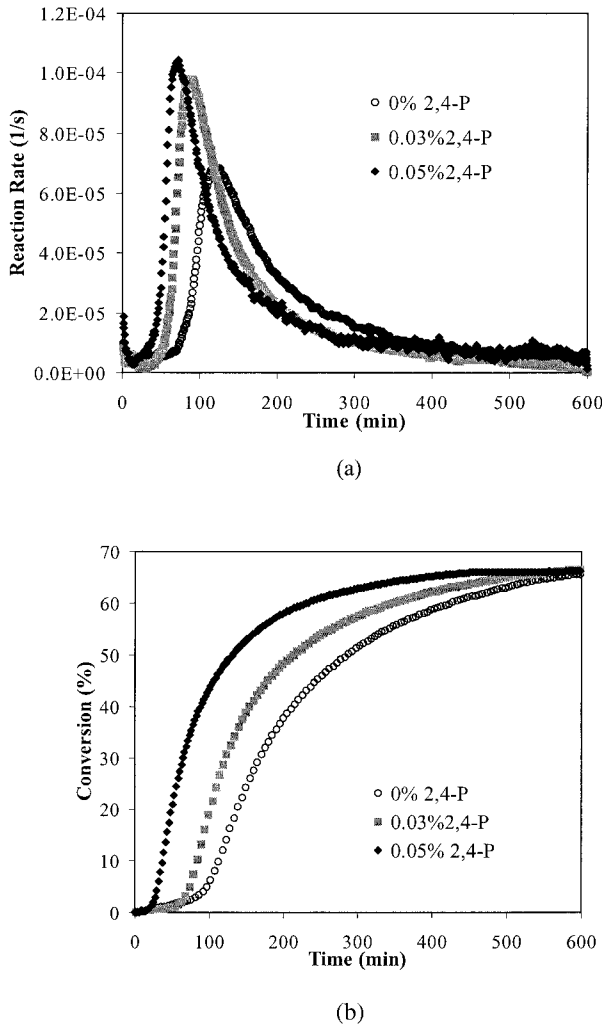 1.2E-04
1.0E-04
8.0E-05
6.0E-05
4.0E-05
2.0E-05
0.0E+00
Reaction Rate (1/s)
0% 2,4-P
0.03%2,4-P
0.05%2,4-P
0 100 200 300 400 500 600
Time (min)
(a)
70
60
50
40
30
20
10
0
Conversion (%)
0% 2,4-P
0.03%2,4-P
0.05% 2,4-P
0 100 200 300 400 500 600
Time (min)
(b)